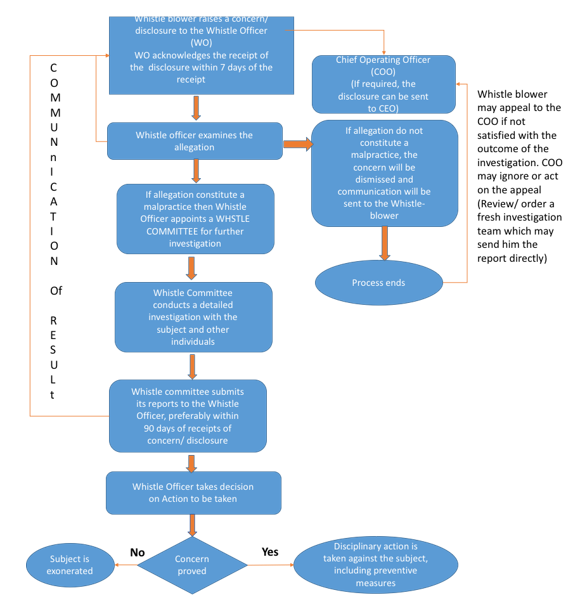 Whistle blower raises a concern/
disclosure to the Whistle Officer
(WO)
WO acknowledges the receipt of
the disclosure within 7 days of the
receipt
Chief Operating Officer
(COO)
(If required, the
disclosure can be sent
to CEO)
Whistle blower
may appeal to the
COO if not
satisfied with the
outcome of the
investigation. COO
may ignore or act
on the appeal
(Review/ order a
fresh investigation
team which may
send him the
report directly)
C
O
M
M
U
N
n
I
C
A
T
I
O
N
Of
R
E
S
U
L
t
Whistle officer examines the
allegation
If allegation do not
constitute a
malpractice, the
concern will be
dismissed and
communication will be
sent to the Whistle-
blower
If allegation constitute a
malpractice then Whistle
Officer appoints a WHSTLE
COMMITTEE for further
investigation
Process ends
Whistle Committee
conducts a detailed
investigation with the
subject and other
individuals
Whistle committee submits
its reports to the Whistle
Officer, preferably within
90 days of receipts of
concern/ disclosure
Whistle Officer takes decision
on Action to be taken
No
Yes
Subject is
exonerated
Concern
proved
Disciplinary action is
taken against the subject,
including preventive
measures